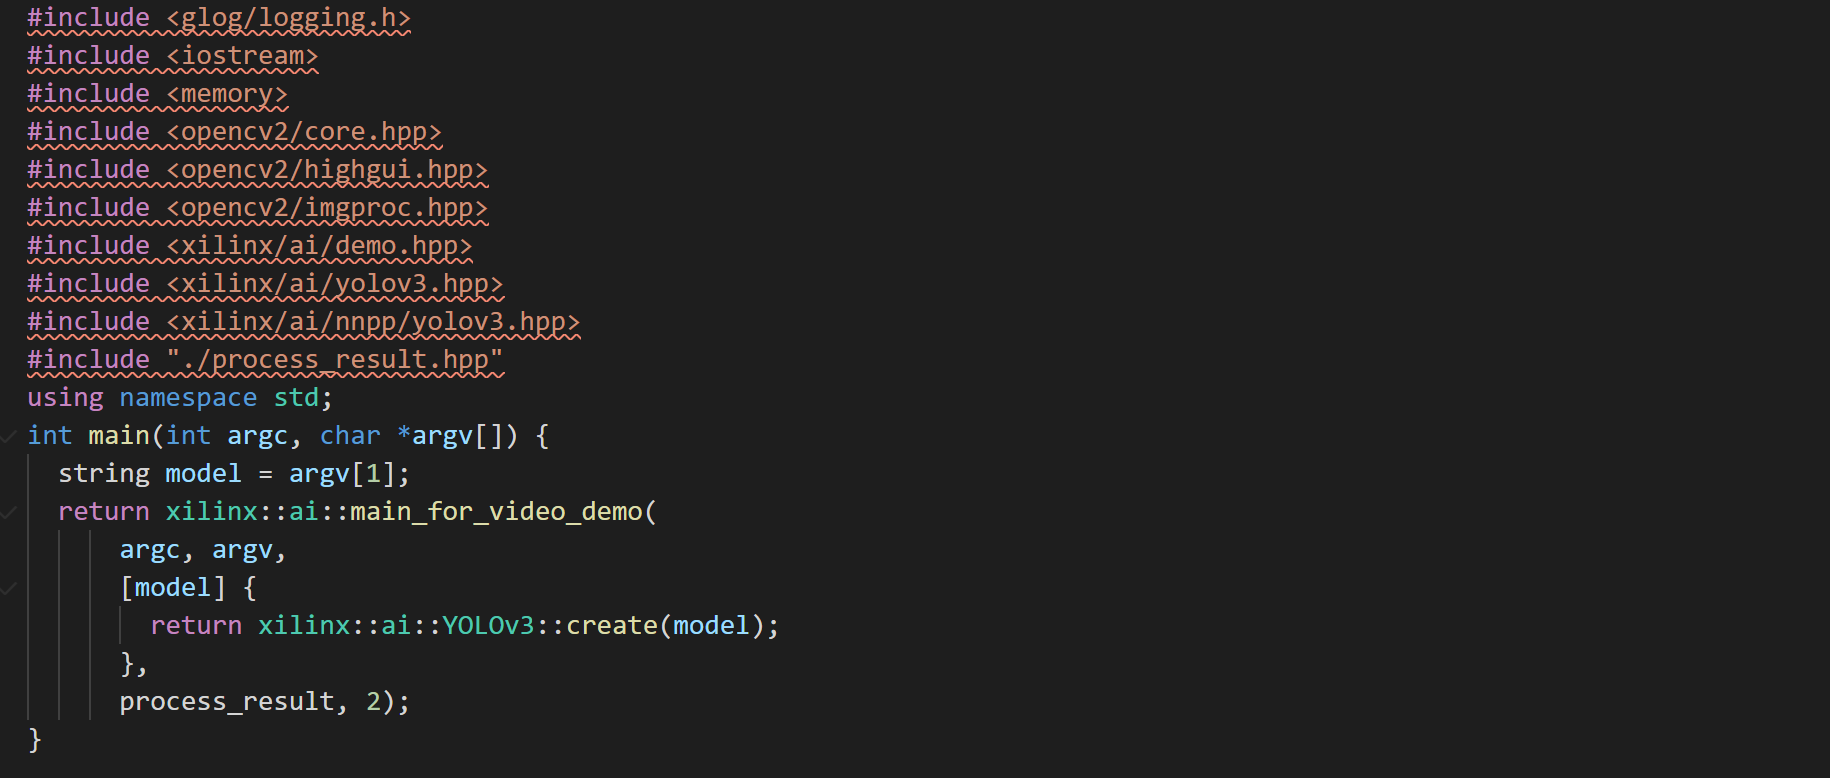 #include <glog/logging.h>
#include <iostream>
#include <memory>
#include <opencv2/core.hpp>
#include <opencv2/highgui.hpp>
#include <opencv2/imgproc.hpp>
#include <xilinx/ai/demo.hpp>
#include <xilinx/ai/yolov3.hpp>
#include <xilinx/ai/nnpp/yolov3.hpp>
#include "./process_result.hpp"
using namespace std;
int main(int argc, char *argv[]) {
  string model = argv[1];
  return xilinx::ai::main_for_video_demo(
      argc, argv,
      [model] {
        return xilinx::ai::YOLOv3::create(model);
      },
      process_result, 2);
}